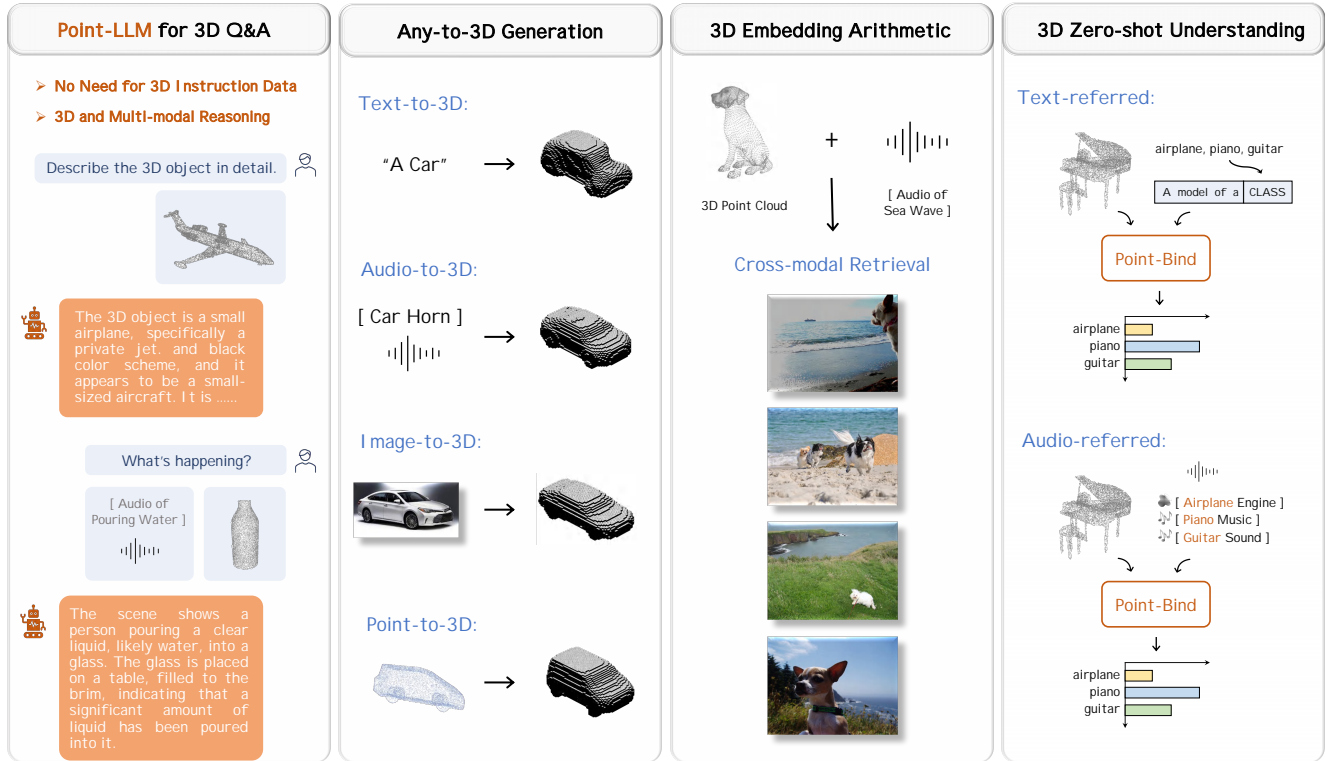 Point-LLM for 3D Q&A
➢ No Need for 3D Instruction Data
➢ 3D and Multi-modal Reasoning
Describe the 3D object in detail.
The 3D object is a small
airplane, specifically a
private jet. and black
color scheme, and it
appears to be a small-
sized aircraft. It is ......
What's happening?
[ Audio of
Pouring Water ]
The scene shows a
person pouring a clear
liquid, likely water, into a
glass. The glass is placed
on a table, filled to the
brim, indicating that a
significant amount of
liquid has been poured
into it.
Any-to-3D Generation
Text-to-3D:
“A Car”
Audio-to-3D:
[ Car Horn ]
Image-to-3D:
Point-to-3D:
3D Embedding Arithmetic
+
3D Point Cloud
[ Audio of
Sea Wave ]
Cross-modal Retrieval
3D Zero-shot Understanding
Text-referred:
airplane, piano, guitar
A model of a CLASS
Point-Bind
airplane
piano
guitar
Audio-referred:
[ Airplane Engine ]
[ Piano Music ]
[ Guitar Sound ]
Point-Bind
airplane
piano
guitar